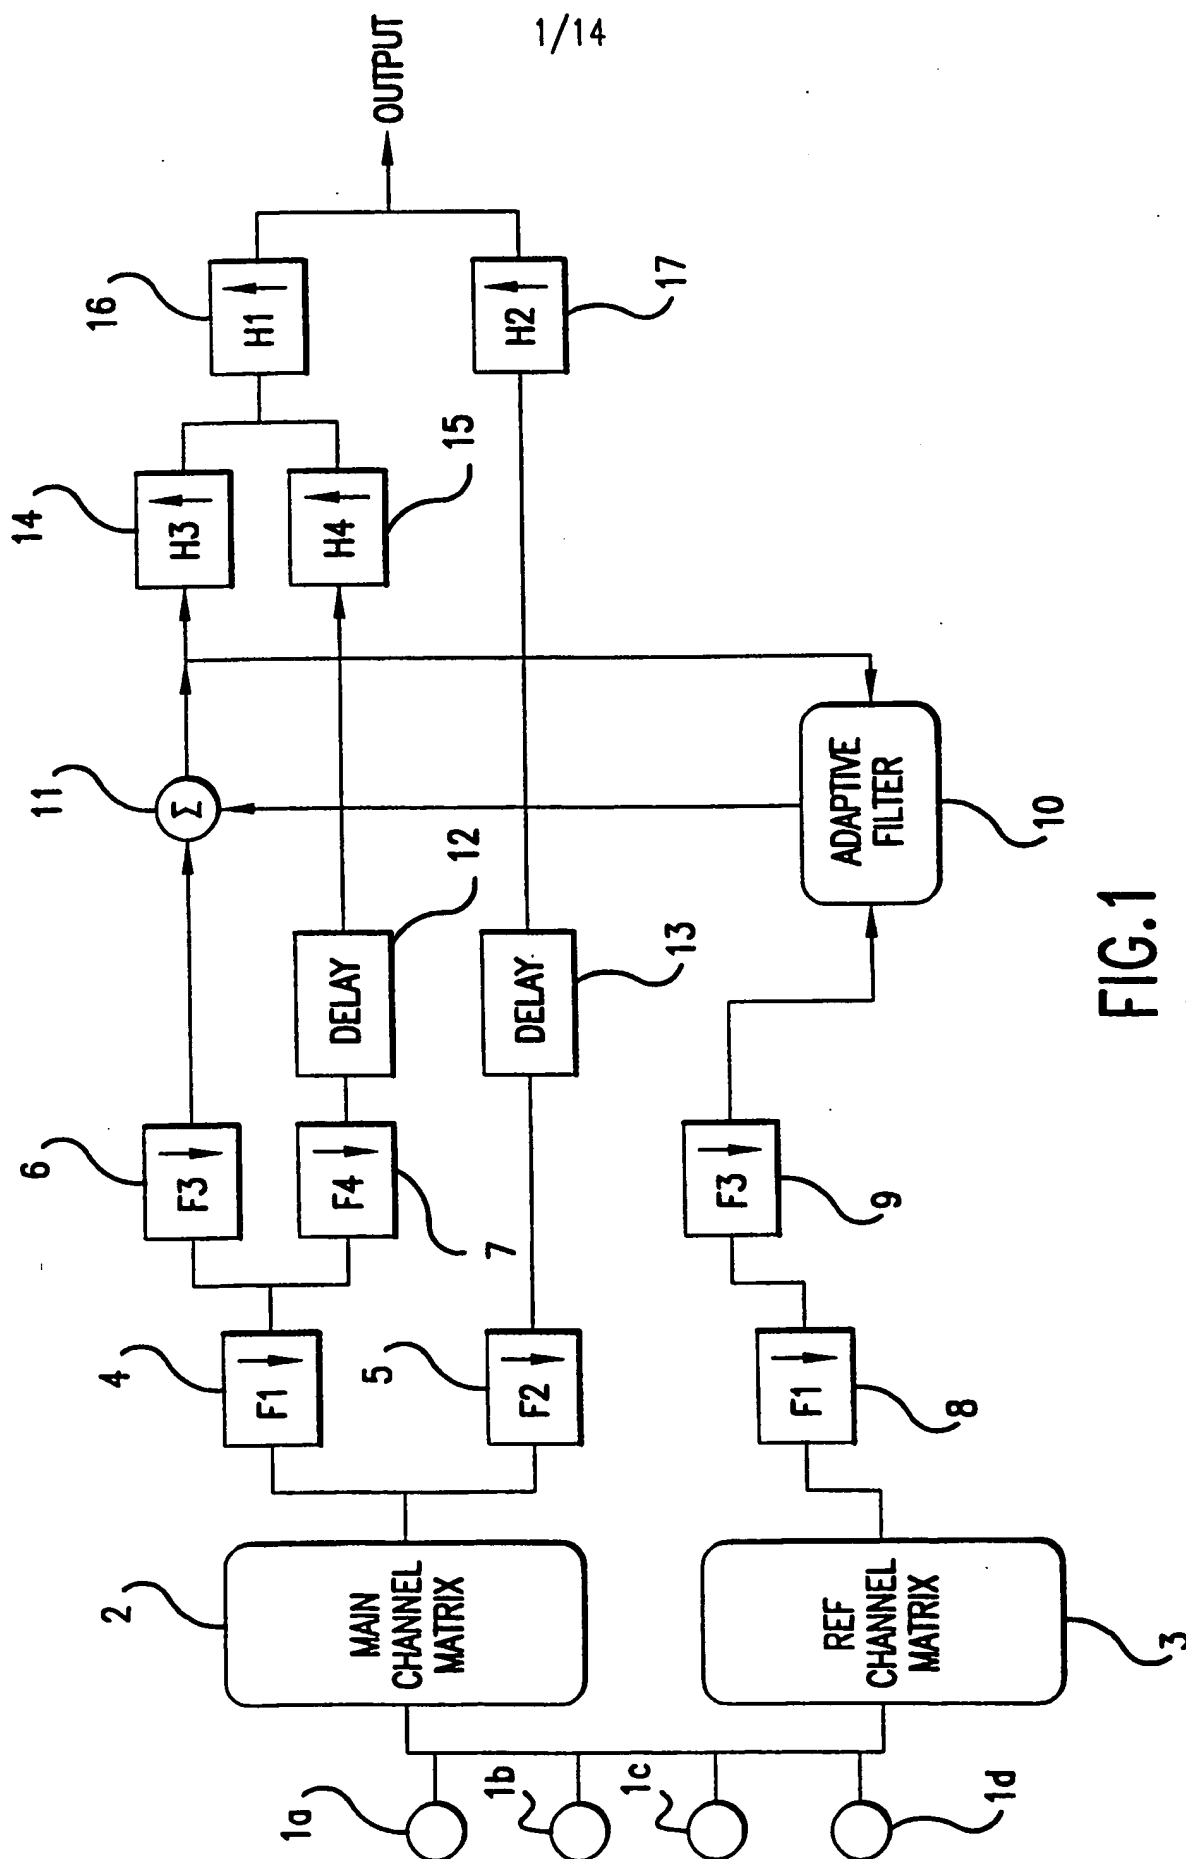 1/14
1a
1b
1c
1d
2
MAIN
CHANNEL
MATRIX
3
REF
CHANNEL
MATRIX
4
F1
5
F2
6
F3
7
F4
8
F1
9
F3
10
ADAPTIVE
FILTER
11
Σ
12
DELAY
13
DELAY
14
H3
15
H4
16
H1
17
H2
OUTPUT
FIG.1